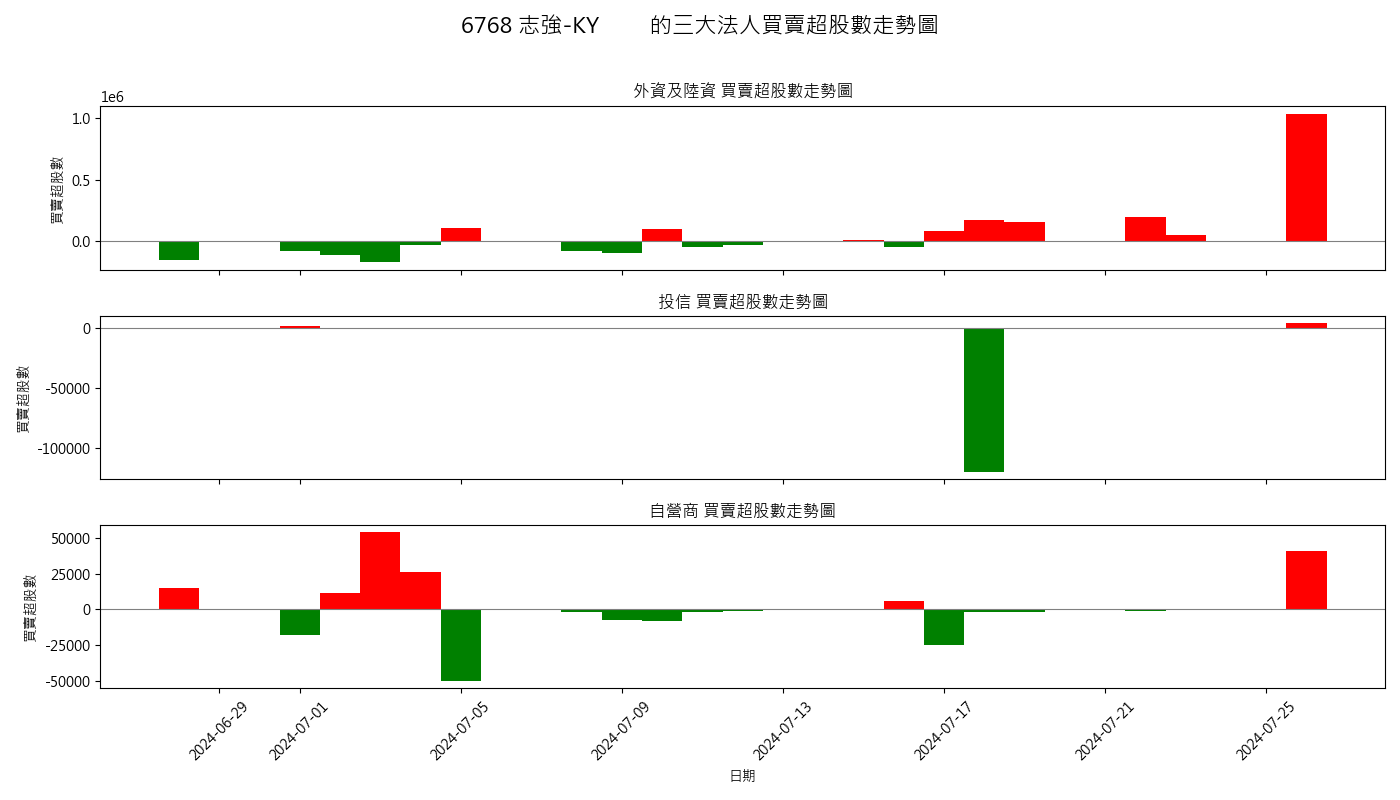 6768 志強-KY 的三大法人買賣超股數走勢圖
外資及陸資 買賣超股數走勢圖
1e6
1.0
0.5
0.0
買賣超股數
投信 買賣超股數走勢圖
0
-50000
-100000
買賣超股數
自營商 買賣超股數走勢圖
50000
25000
0
-25000
-50000
買賣超股數
2024-06-29
2024-07-01
2024-07-05
2024-07-09
2024-07-13
2024-07-17
2024-07-21
2024-07-25
日期